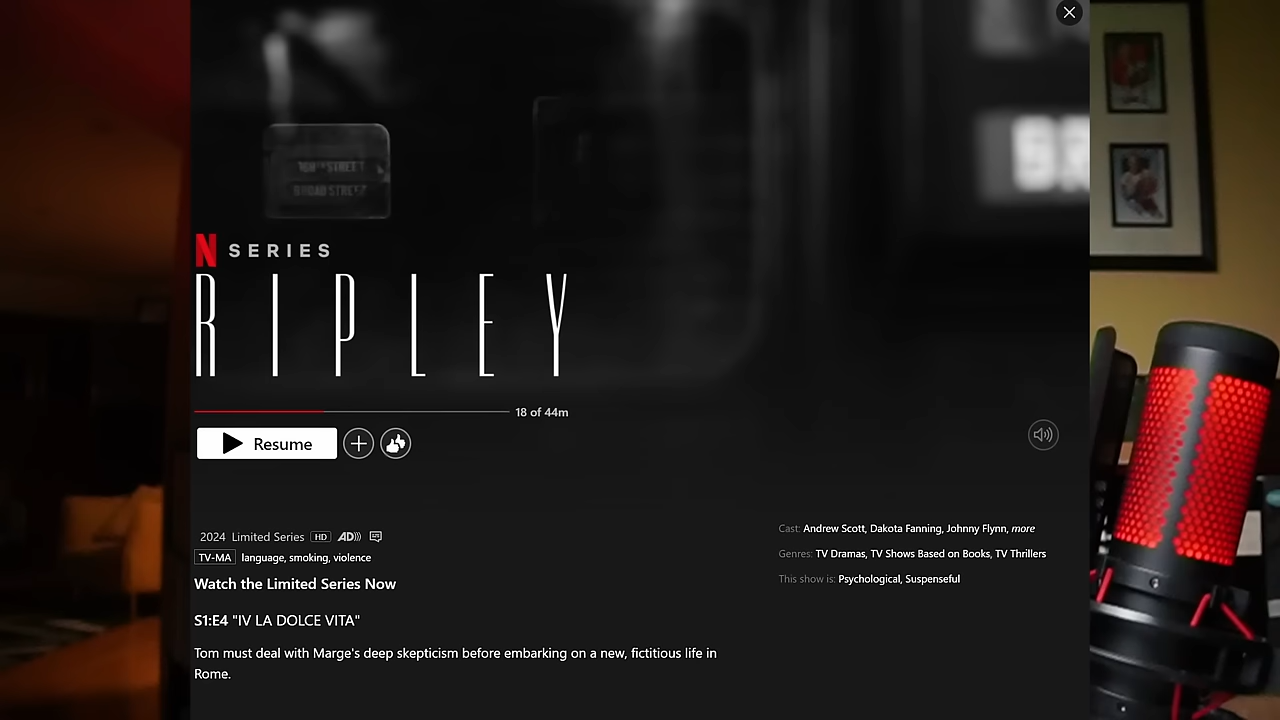 N SERIES
RIPLEY
18 of 44m
Resume
2024 Limited Series HD AD
TV-MA language, smoking, violence
Watch the Limited Series Now
S1:E4 "IV LA DOLCE VITA"
Tom must deal with Marge's deep skepticism before embarking on a new, fictitious life in
Rome.
Cast: Andrew Scott, Dakota Fanning, Johnny Flynn, more
Genres: TV Dramas, TV Shows Based on Books, TV Thrillers
This show is: Psychological, Suspenseful